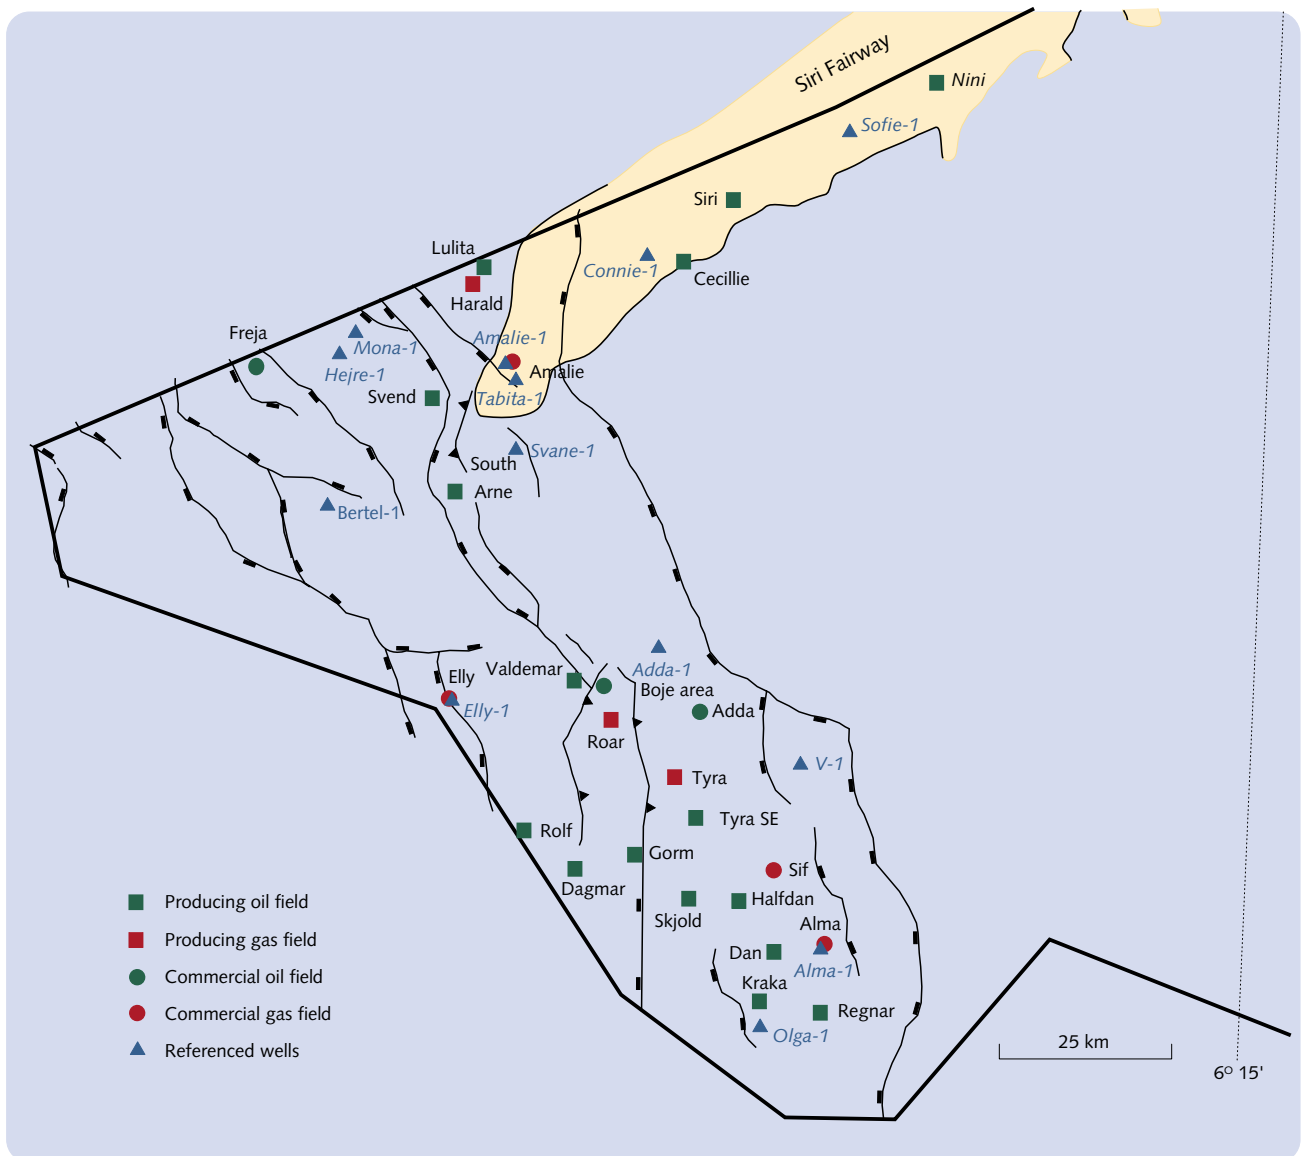 Siri Fairway
Nini
Sofie-1
Siri
Lulita
Connie-1
Cecillie
Harald
Freja
Amalie-1
Mona-1
Hejre-1
Amalie
Svend
Tabita-1
Svane-1
South
Arne
Bertel-1
Adda-1
Valdemar
Elly
Boje area
Elly-1
Adda
Roar
V-1
Tyra
Tyra SE
Rolf
Gorm
Sif
Dagmar
Halfdan
Skjold
Alma
Dan
Alma-1
Kraka
Regnar
Olga-1
Producing oil field
Producing gas field
Commercial oil field
Commercial gas field
Referenced wells
25 km
6° 15'